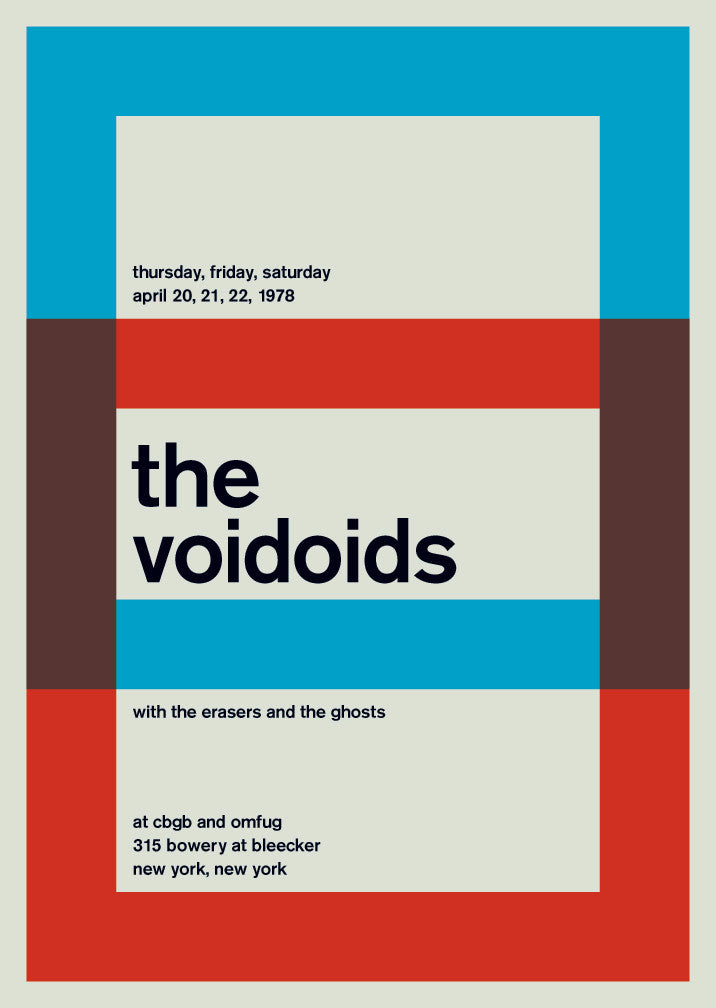 thursday, friday, saturday
april 20, 21, 22, 1978
the
voidoids
with the erasers and the ghosts
at cbgb and omfug
315 bowery at bleecker
new york, new york